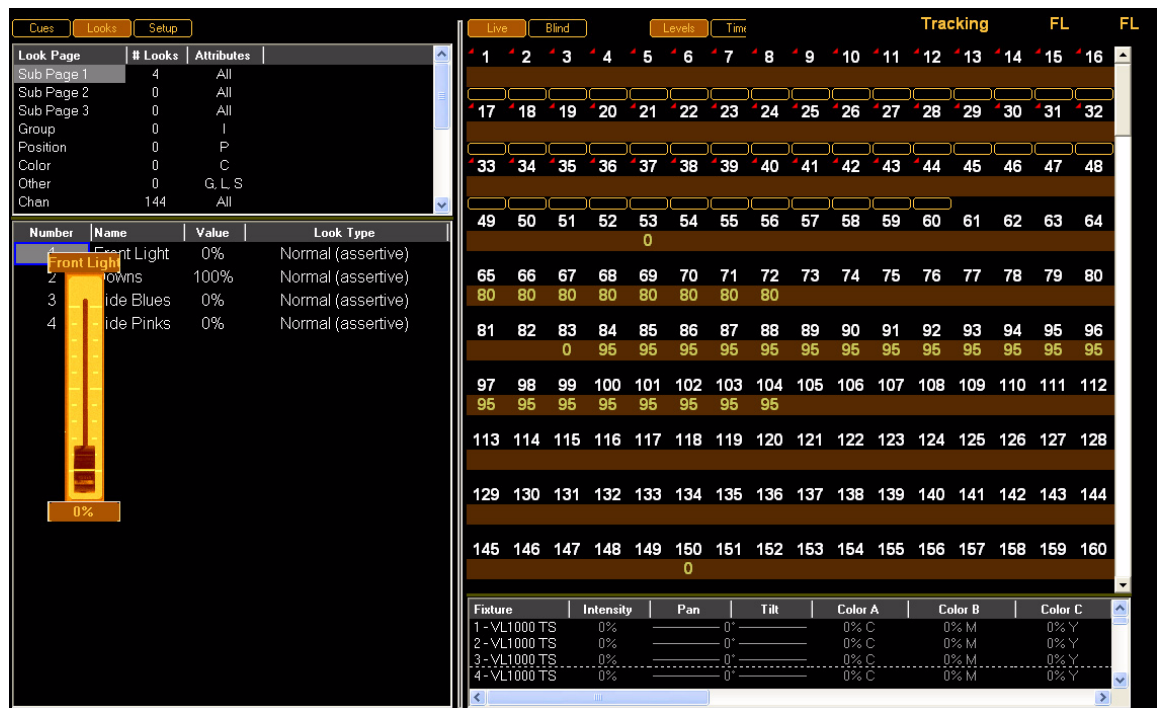 Cues Looks Setup
Look Page # Looks Attributes
Sub Page 1 4 All
Sub Page 2 0 All
Sub Page 3 0 All
Group 0 I
Position 0 P
Color 0 C
Other 0 G, L, S
Chan 144 All
Number Name Value Look Type
Front Light 0% Normal (assertive)
2 Downs 100% Normal (assertive)
3 Side Blues 0% Normal (assertive)
4 Side Pinks 0% Normal (assertive)
Front Light
0%
Live Blind Levels Time Tracking FL FL
1 2 3 4 5 6 7 8 9 10 11 12 13 14 15 16
17 18 19 20 21 22 23 24 25 26 27 28 29 30 31 32
33 34 35 36 37 38 39 40 41 42 43 44 45 46 47 48
49 50 51 52 53 54 55 56 57 58 59 60 61 62 63 64
0
65 66 67 68 69 70 71 72 73 74 75 76 77 78 79 80
80 80 80 80 80 80 80 80
81 82 83 84 85 86 87 88 89 90 91 92 93 94 95 96
0 95 95 95 95 95 95 95 95 95 95 95 95 95
97 98 99 100 101 102 103 104 105 106 107 108 109 110 111 112
95 95 95 95 95 95 95 95
113 114 115 116 117 118 119 120 121 122 123 124 125 126 127 128
129 130 131 132 133 134 135 136 137 138 139 140 141 142 143 144
145 146 147 148 149 150 151 152 153 154 155 156 157 158 159 160
0
Fixture Intensity Pan Tilt Color A Color B Color C
1 - VL1000 TS 0% 0° 0% C 0% M 0% Y
2 - VL1000 TS 0% 0° 0% C 0% M 0% Y
3 - VL1000 TS 0% 0° 0% C 0% M 0% Y
4 - VL1000 TS 0% 0° 0% C 0% M 0% Y